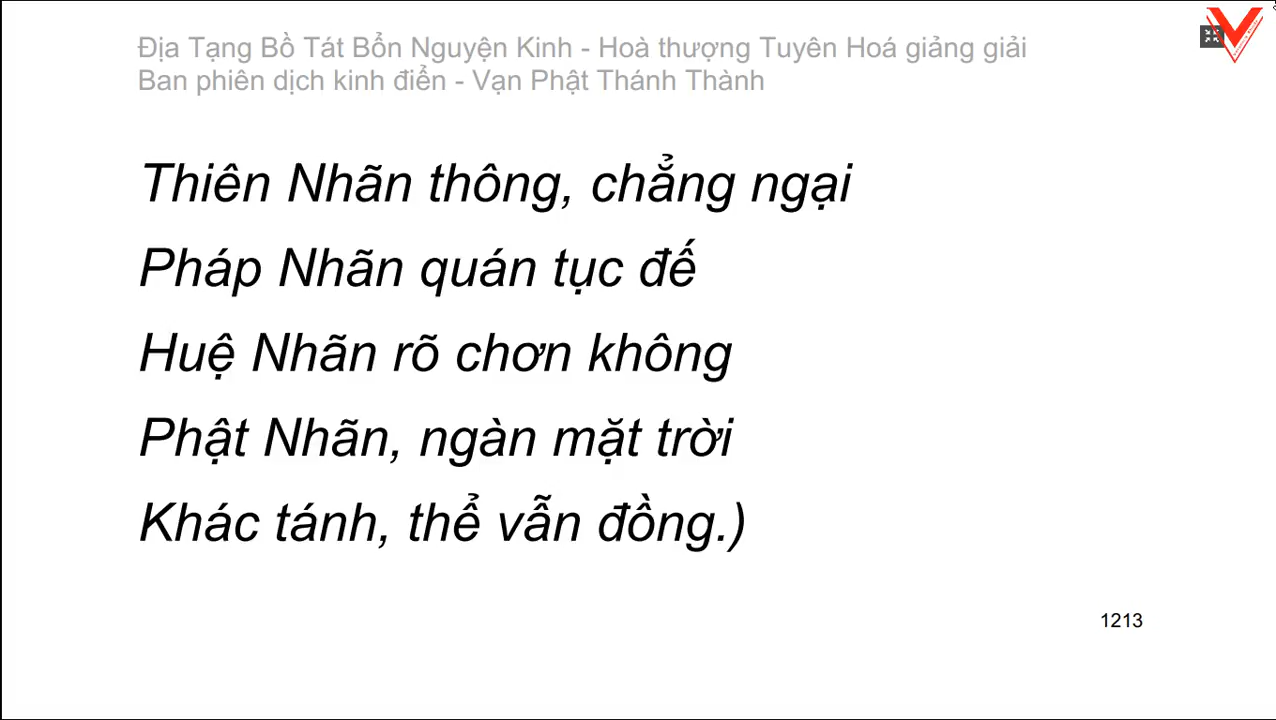 Địa Tạng Bồ Tát Bổn Nguyện Kinh - Hoà thượng Tuyên Hoá giảng giải
Ban phiên dịch kinh điển - Vạn Phật Thánh Thành
Thiên Nhãn thông, chẳng ngại
Pháp Nhãn quán tục đế
Huệ Nhãn rõ chơn không
Phật Nhãn, ngàn mặt trời
Khác tánh, thể vẫn đồng.)
1213